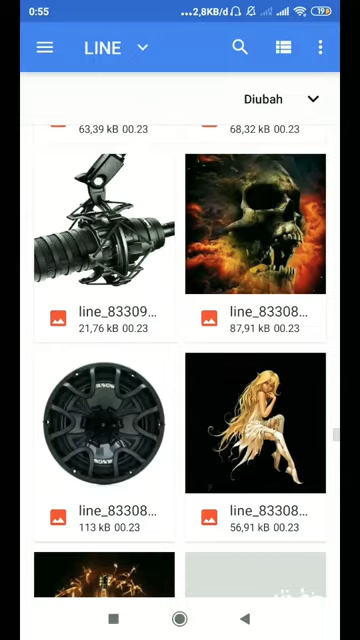 0:55 ...2,8KB/d 19
LINE
Diubah
63,39 kB 00.23
68,32 kB 00.23
line_83309...
21,76 kB 00.23
line_83308...
87,91 kB 00.23
line_83308...
113 kB 00.23
line_83308...
56,91 kB 00.23